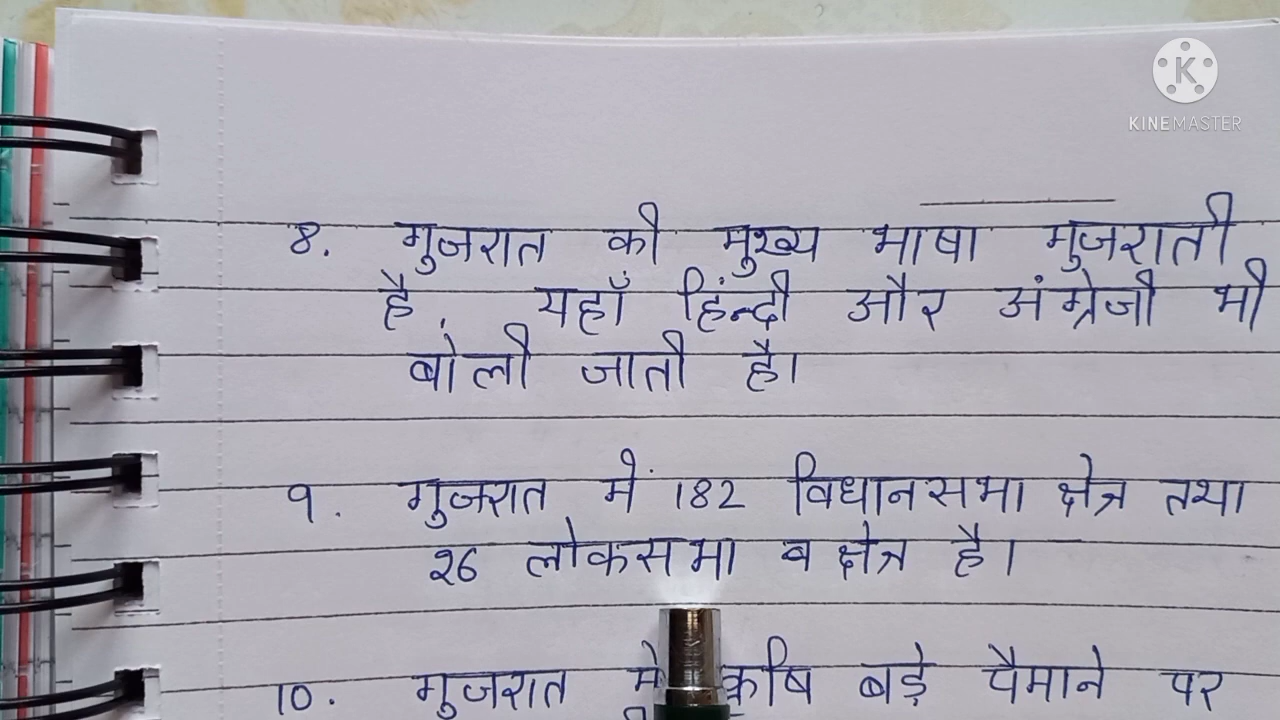 KINEMASTER
8. गुजरात की मुख्य भाषा गुजराती
है. यहाँ हिंन्दी और अंग्रेजी भी
बोली जाती है।
9. गुजरात में 182 विधानसभा क्षेत्र तथा
26 लोकसभा व क्षेत्र है।
10. गुजरात में कृषि बड़े पैमाने पर